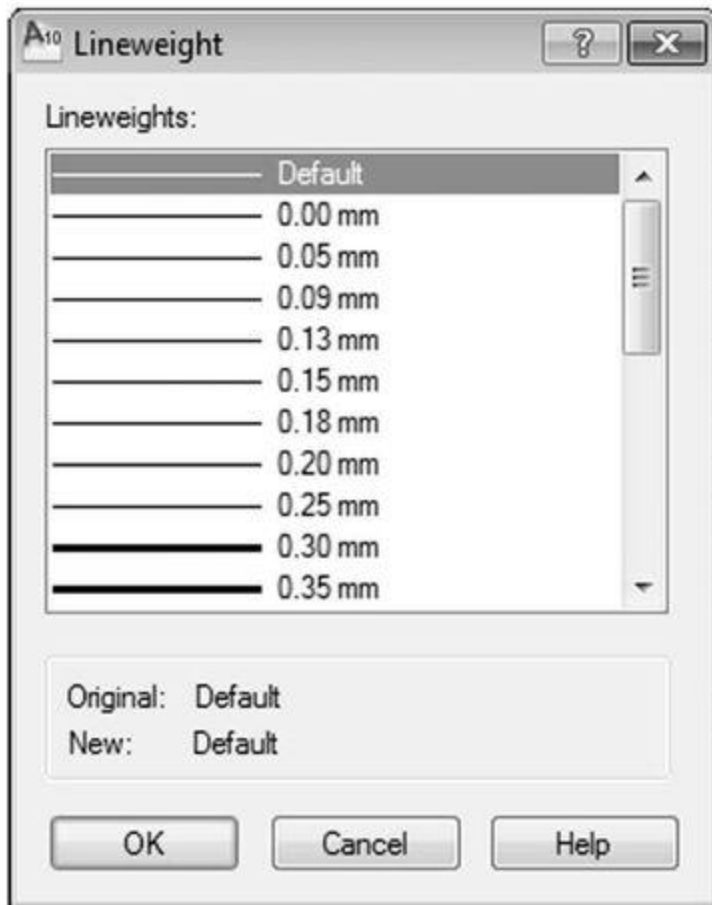 A10 Lineweight ?
Lineweights:
Default
0.00 mm
0.05 mm
0.09 mm
0.13 mm
0.15 mm
0.18 mm
0.20 mm
0.25 mm
0.30 mm
0.35 mm
Original: Default
New: Default
OK Cancel Help